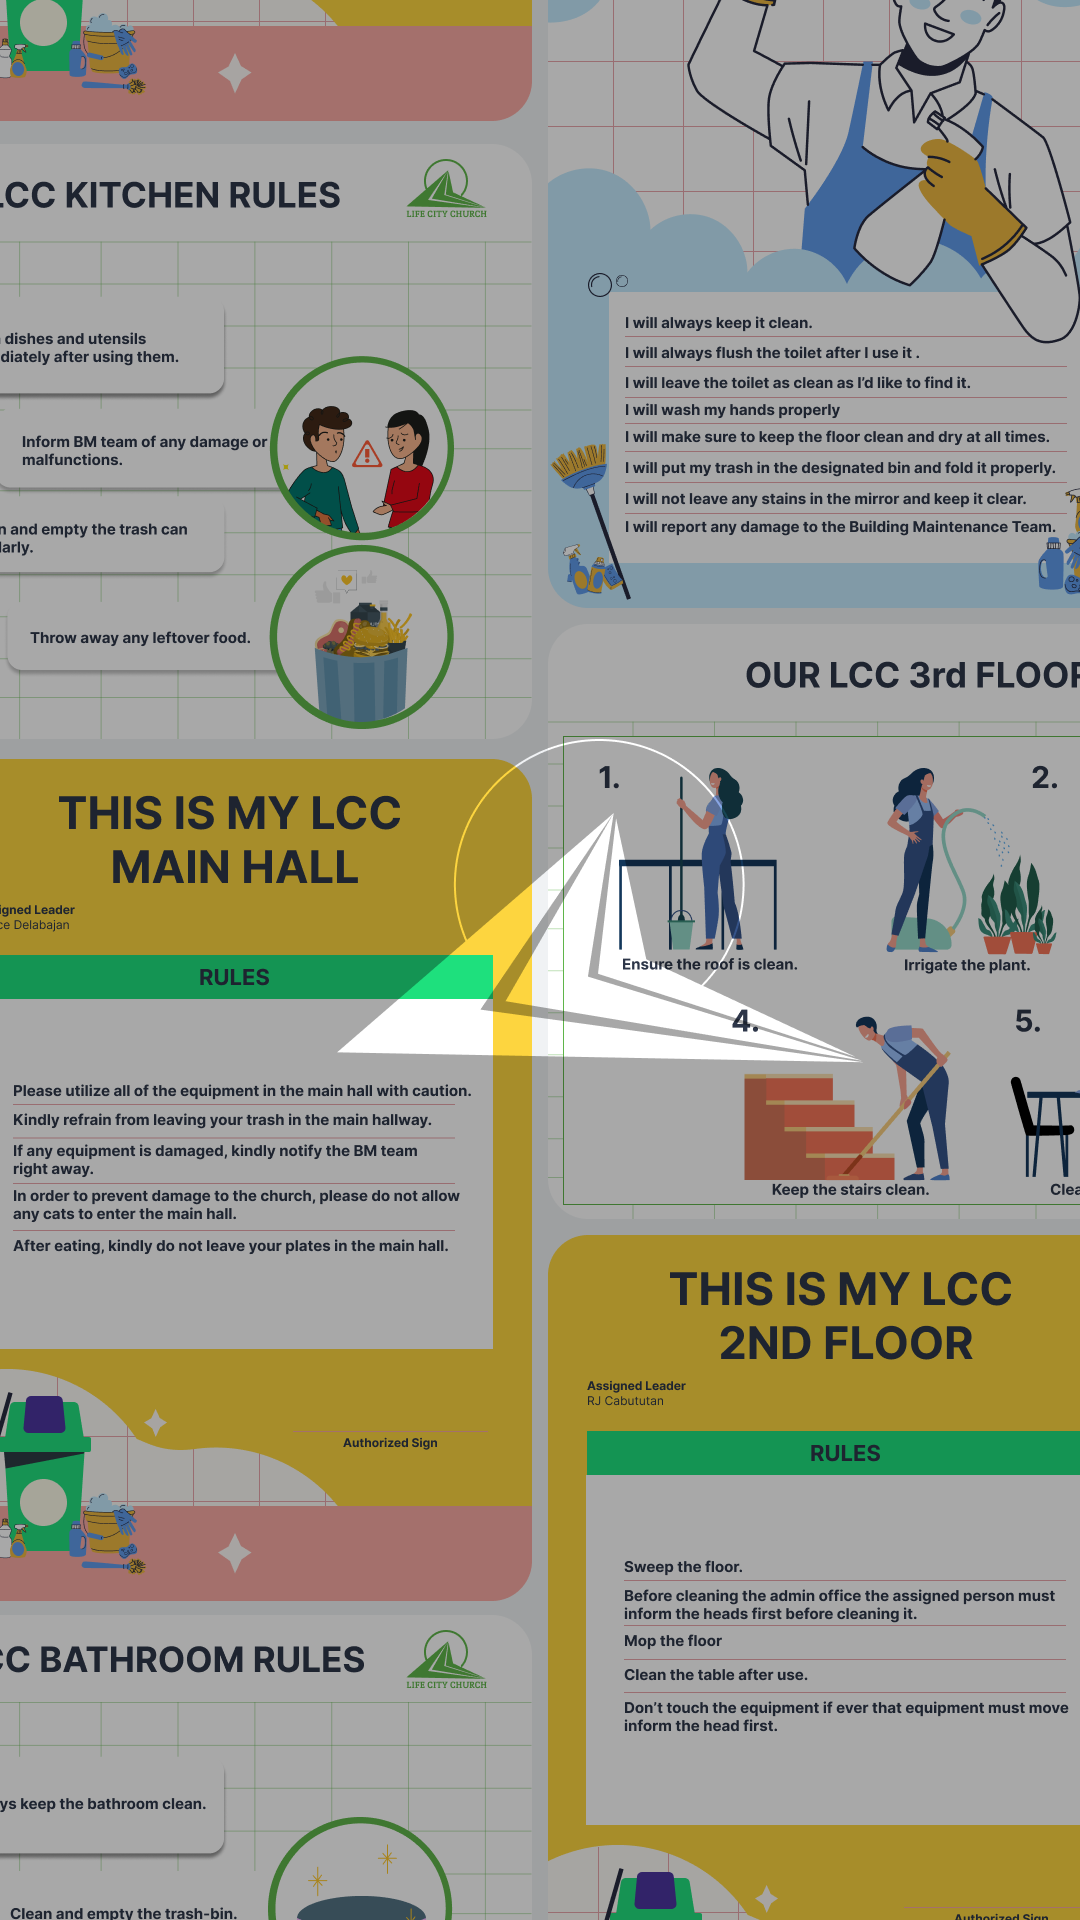 LCC KITCHEN RULES
LIFE CITY CHURCH
dishes and utensils
diately after using them.
Inform BM team of any damage or
malfunctions.
and empty the trash can
larly.
Throw away any leftover food.
THIS IS MY LCC
MAIN HALL
igned Leader
ce Delabajan
RULES
Please utilize all of the equipment in the main hall with caution.
Kindly refrain from leaving your trash in the main hallway.
If any equipment is damaged, kindly notify the BM team
right away.
In order to prevent damage to the church, please do not allow
any cats to enter the main hall.
After eating, kindly do not leave your plates in the main hall.
Authorized Sign
CC BATHROOM RULES
LIFE CITY CHURCH
ys keep the bathroom clean.
Clean and empty the trash-bin.
I will always keep it clean.
I will always flush the toilet after I use it .
I will leave the toilet as clean as I’d like to find it.
I will wash my hands properly
I will make sure to keep the floor clean and dry at all times.
I will put my trash in the designated bin and fold it properly.
I will not leave any stains in the mirror and keep it clear.
I will report any damage to the Building Maintenance Team.
OUR LCC 3rd FLOOR
1.
2.
Ensure the roof is clean.
Irrigate the plant.
4.
5.
Keep the stairs clean.
Clea
THIS IS MY LCC
2ND FLOOR
Assigned Leader
RJ Cabututan
RULES
Sweep the floor.
Before cleaning the admin office the assigned person must
inform the heads first before cleaning it.
Mop the floor
Clean the table after use.
Don’t touch the equipment if ever that equipment must move
inform the head first.
Authorized Sign